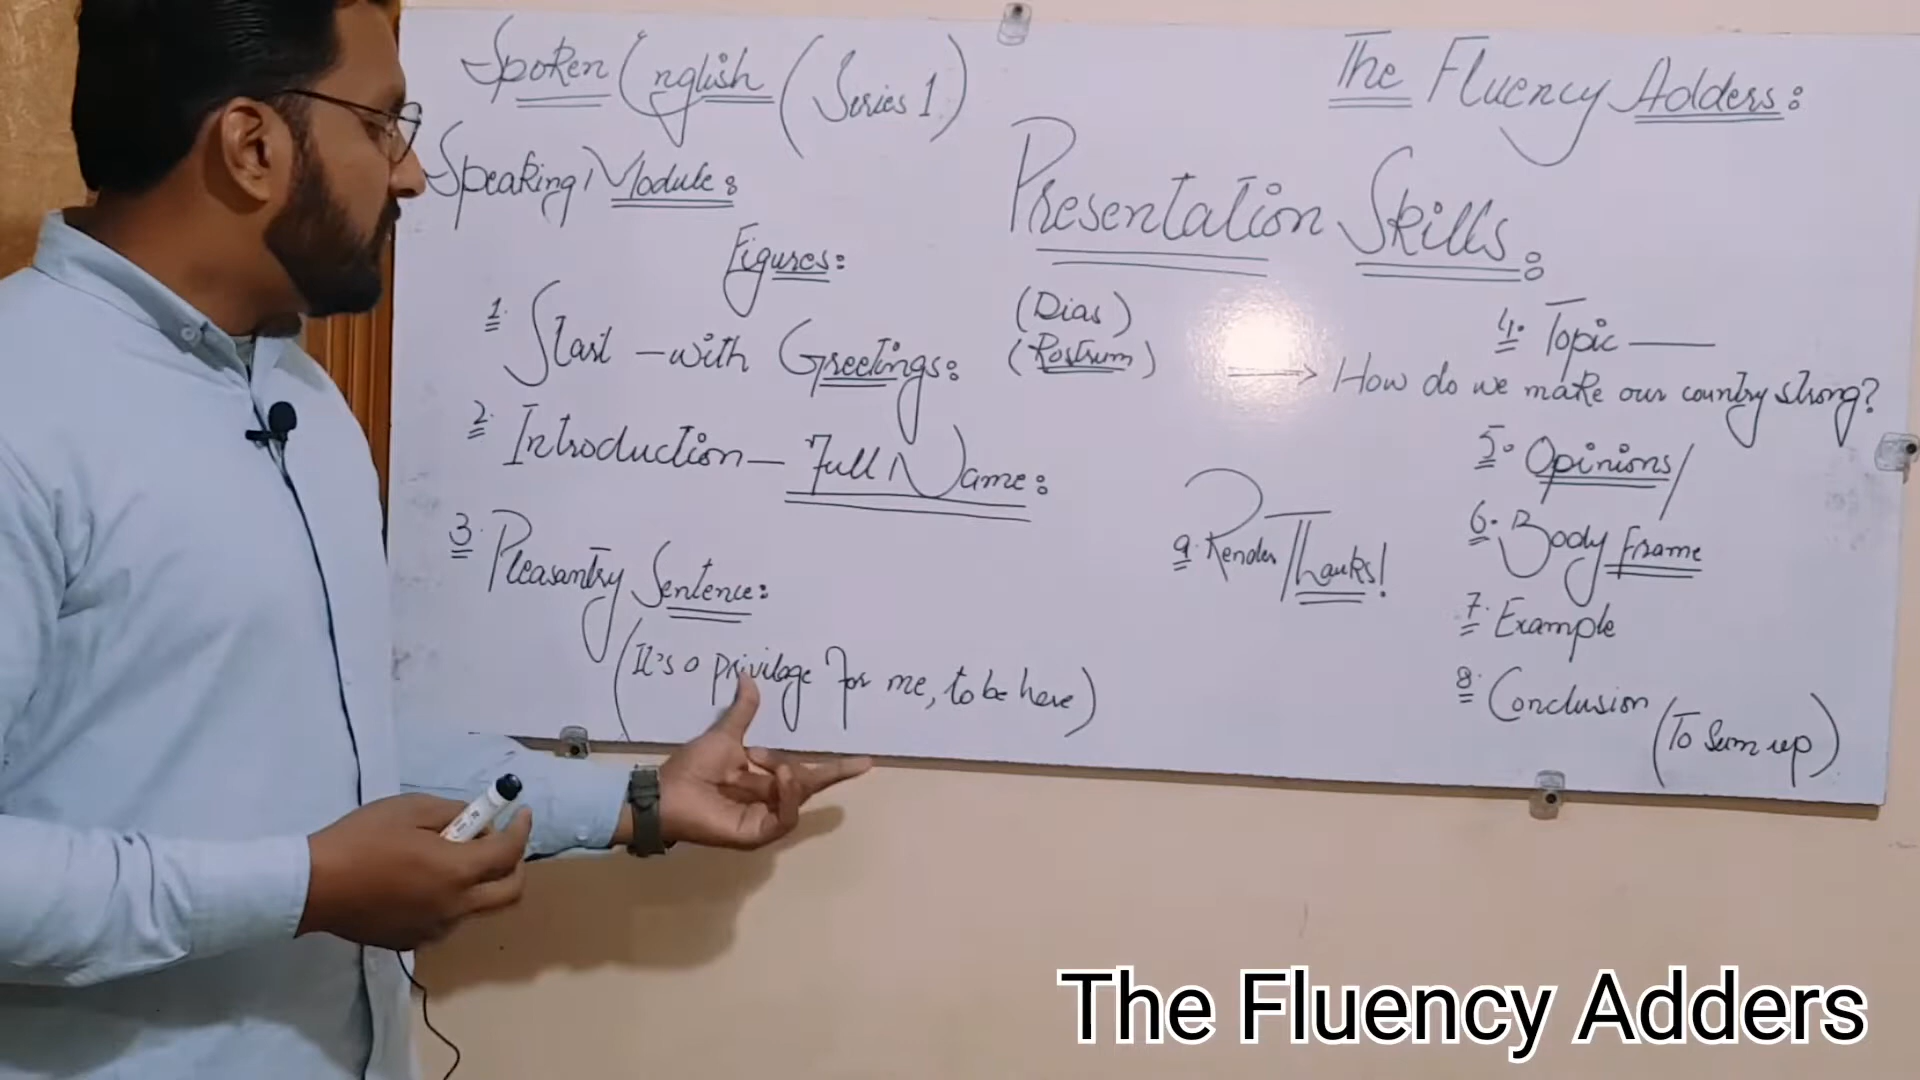 Spoken English (Series 1)
The Fluency Adders:
Speaking Module:
Presentation Skills:
Figures:
1. Start - with Greetings:
(Dias)
(Rostrum)
2. Introduction - Full Name:
3. Pleasantry Sentence:
(It's a privilage for me, to be here)
4. Topic
→ How do we make our country strong?
5. Opinions/
6. Body Frame
7. Example
8. Conclusion
(To Sum up)
9. Render Thanks!
The Fluency Adders